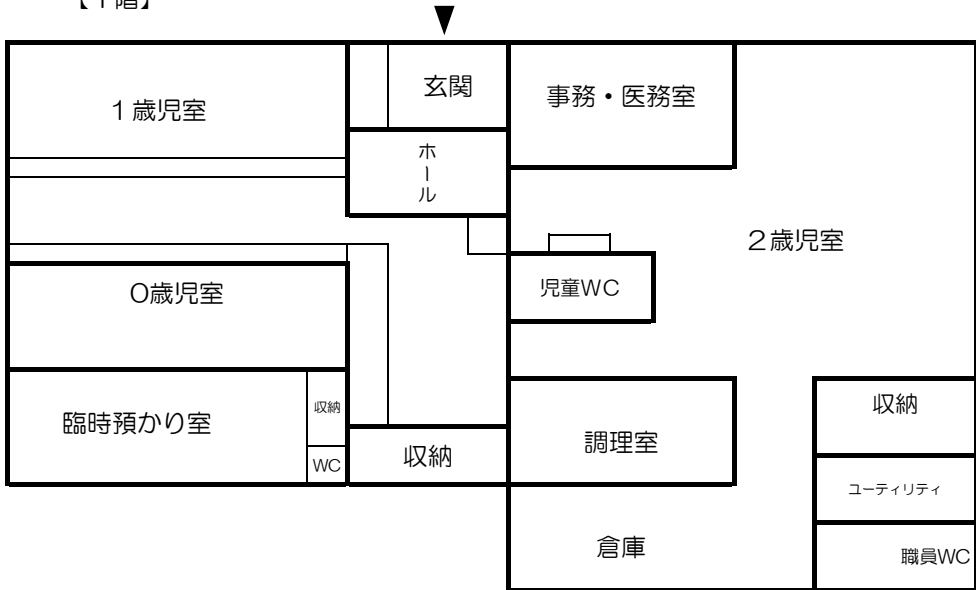 【１階】
玄関
事務・医務室
１歳児室
ホール
２歳児室
児童WC
０歳児室
収納
臨時預かり室
収納
調理室
収納
WC
ユーティリティ
倉庫
職員WC